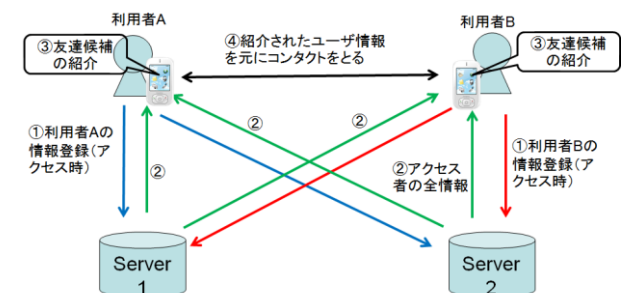 利用者A
利用者B
③友達候補
の紹介
④紹介されたユーザ情報
を元にコンタクトをとる
③友達候補
の紹介
①利用者Aの
情報登録(ア
クセス時)
②
②
②
②アクセス
者の全情報
①利用者Bの
情報登録(ア
クセス時)
Server
1
Server
2